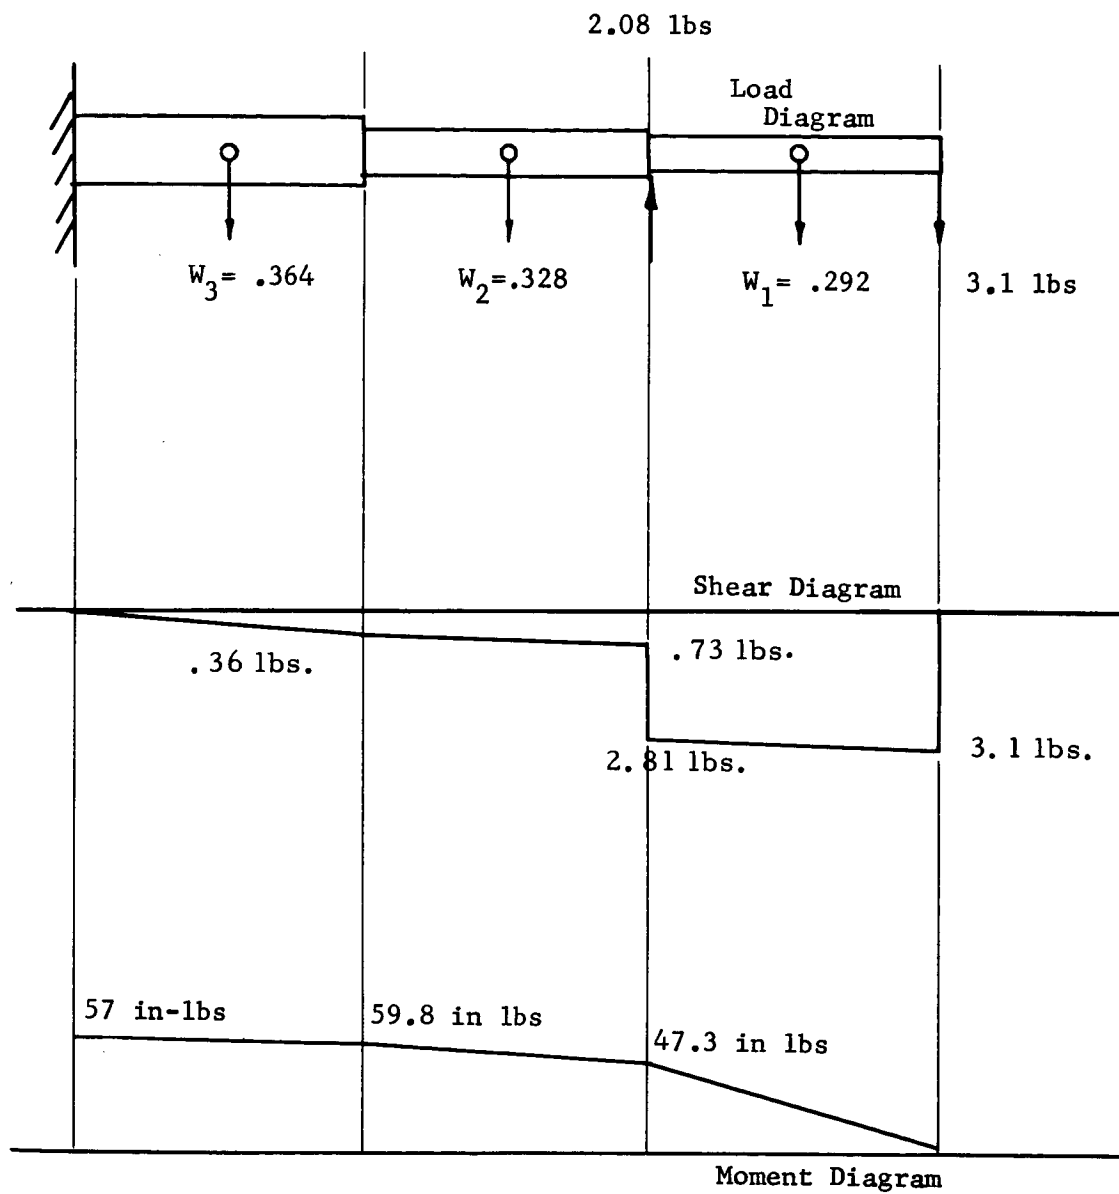 2.08 lbs
Load
Diagram
W3= .364
W2=.328
W1= .292
3.1 lbs
Shear Diagram
.36 lbs.
.73 lbs.
2.81 lbs.
3.1 lbs.
57 in-lbs
59.8 in lbs
47.3 in lbs
Moment Diagram